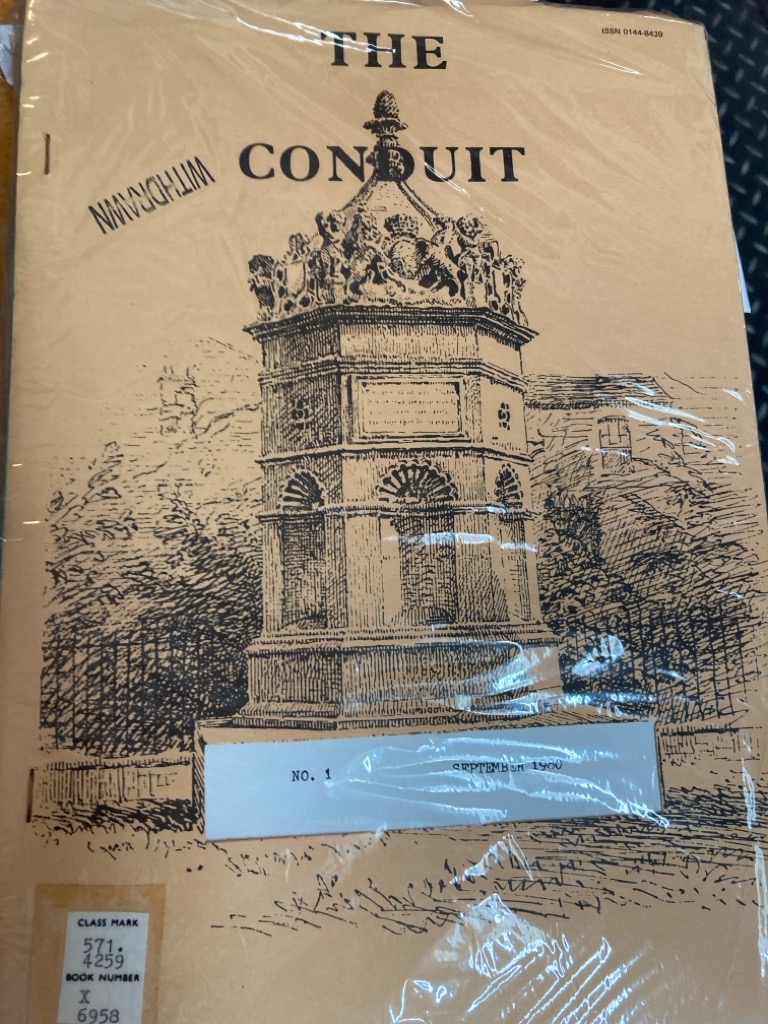 THE
ISSN 0144-8439
CONDUIT
WITHDRAWN
NO. 1 SEPTEMBER 1980
CLASS MARK
571.
4259
BOOK NUMBER
X
6958